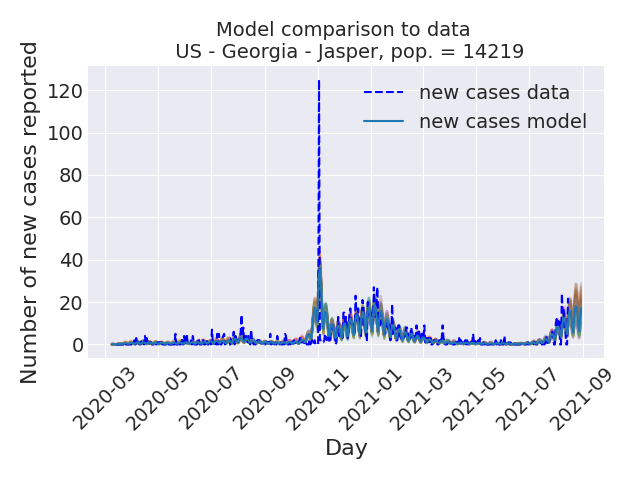 Model comparison to data
US - Georgia - Jasper, pop. = 14219
Number of new cases reported
120
100
80
60
40
20
0
new cases data
new cases model
2020-03
2020-05
2020-07
2020-09
2020-11
2021-01
2021-03
2021-05
2021-07
2021-09
Day